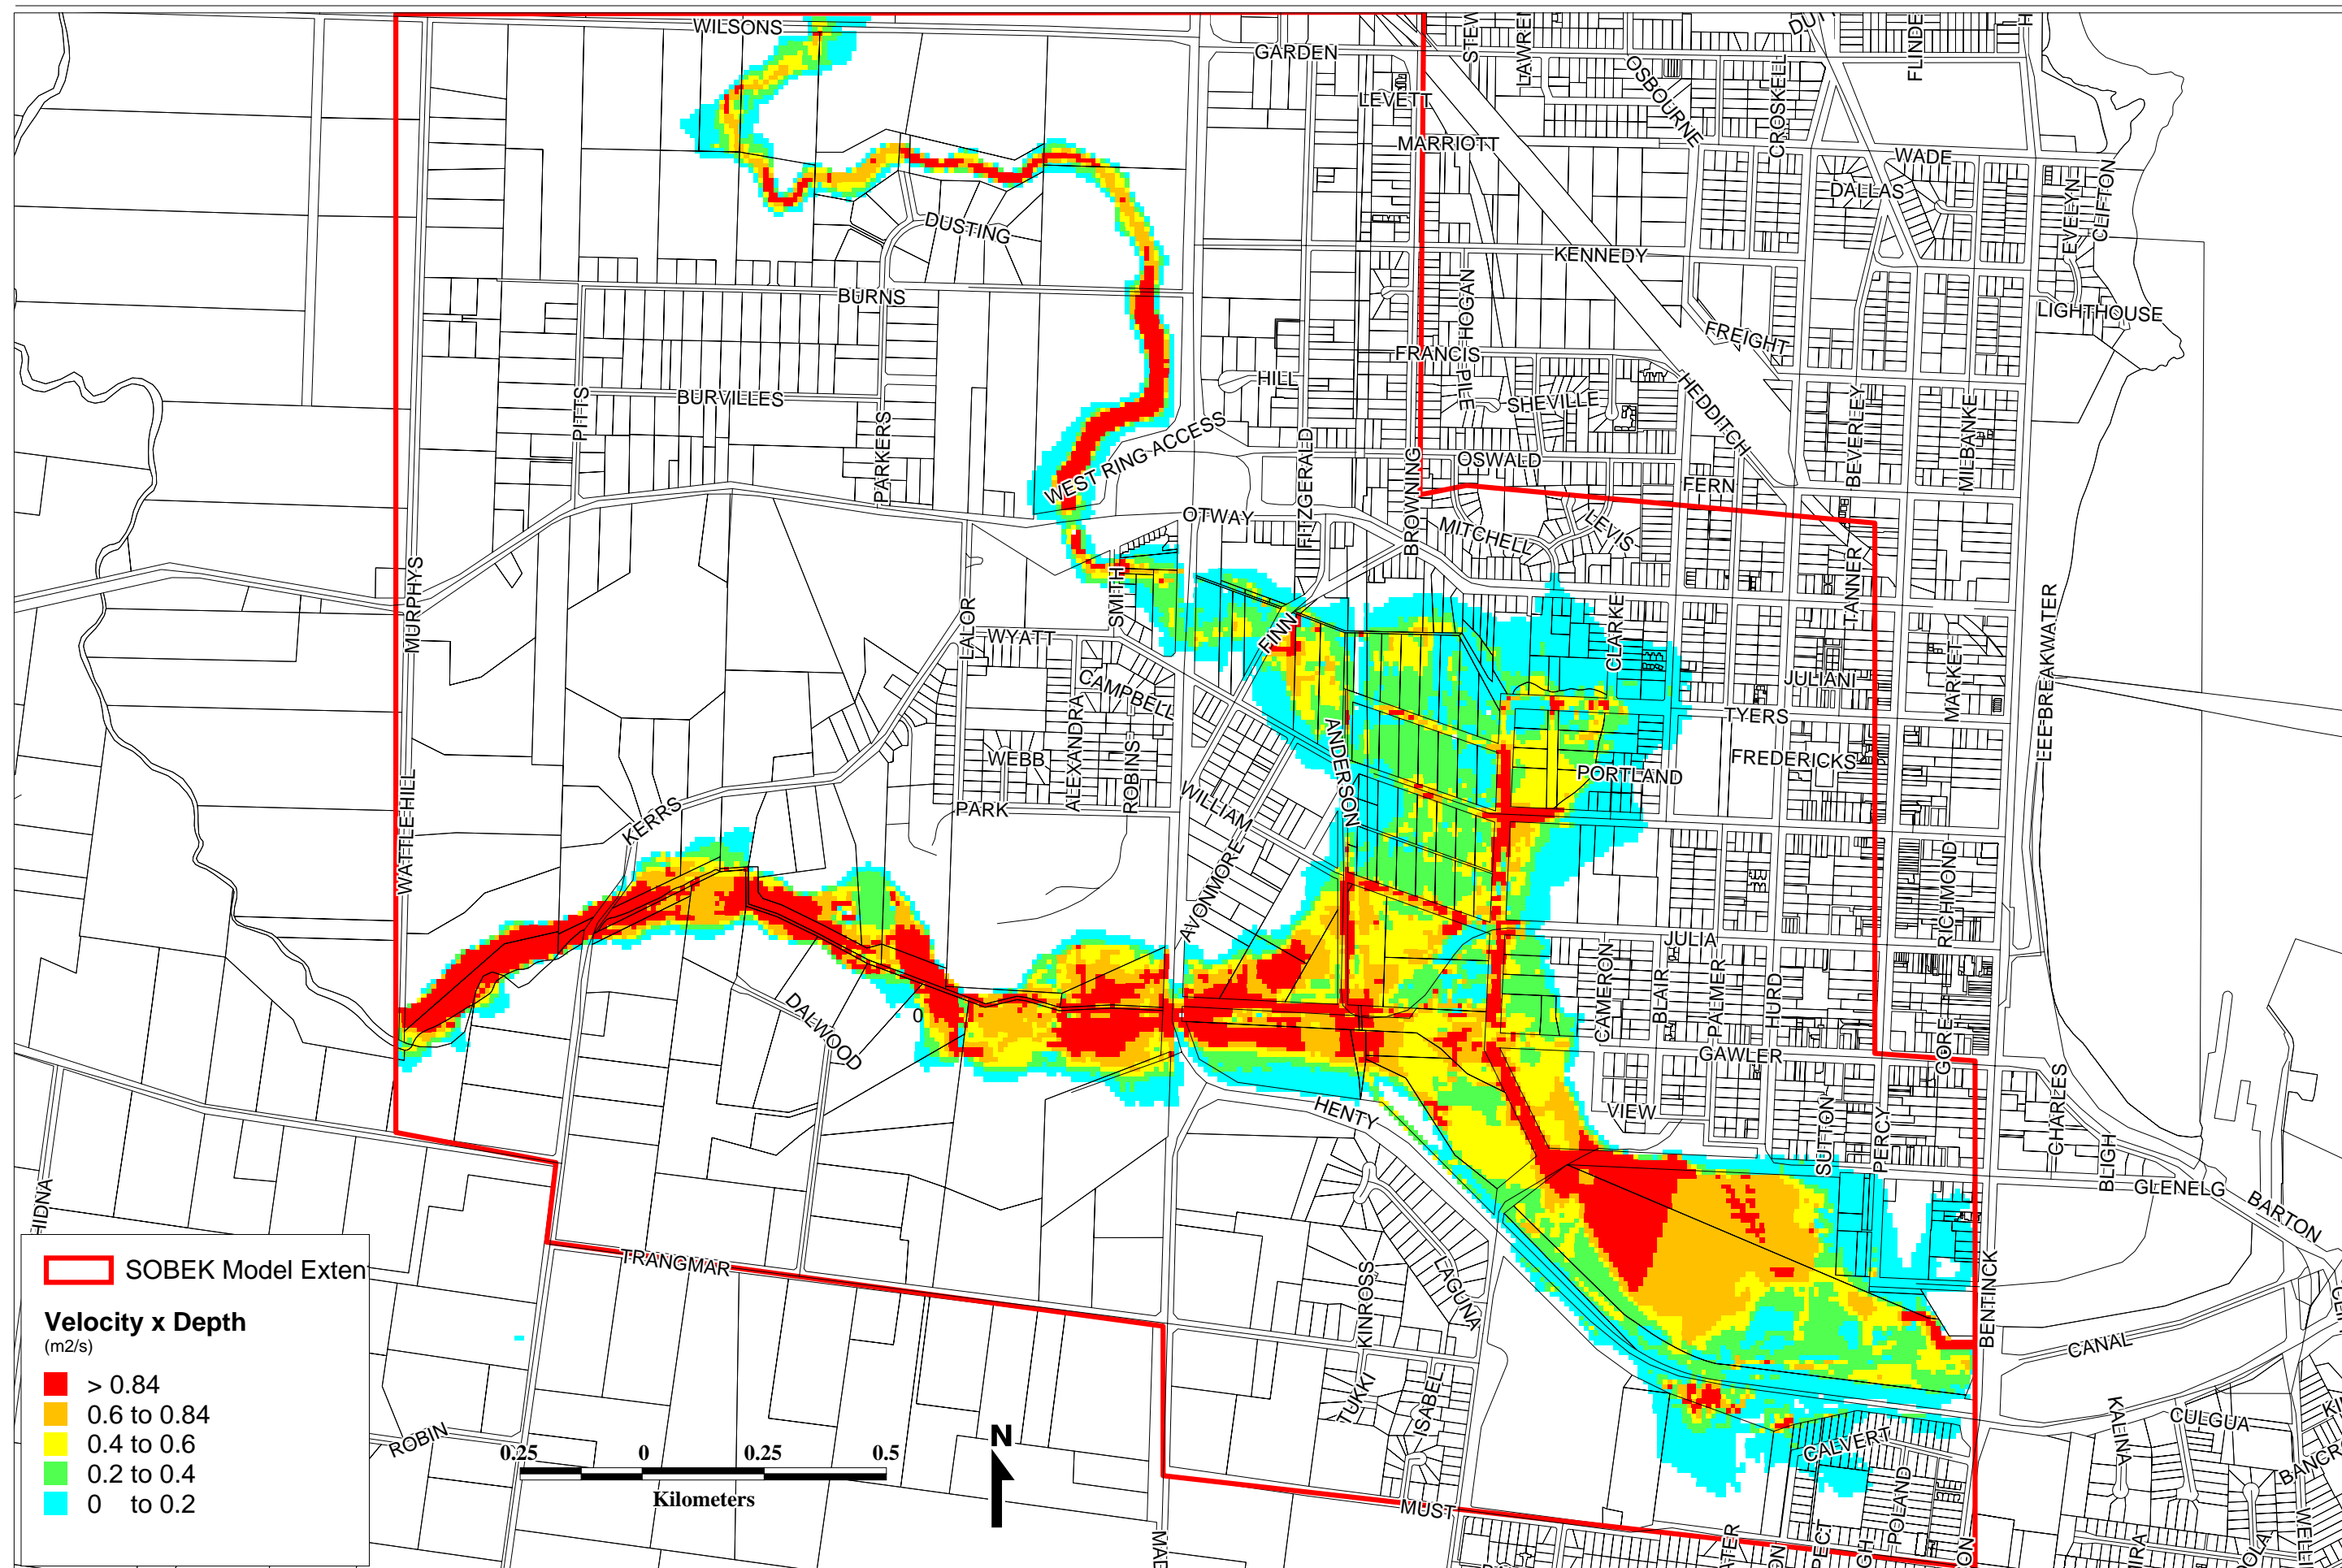 WILSONS
GARDEN
OSBOURNE
CROSKELL
LEVETT
MARRIOTT
WADE
DALLAS
EVELYN
CLIFTON
DUSTING
KENNEDY
BURNS
HOGAN
LIGHTHOUSE
FREIGHT
FRANCIS
HILL
PILE
SHEVILLE
HEDDITCH
BEVERLEY
MILBANKE
PITTS
BURVILLES
PARKERS
WEST RING ACCESS
FITZGERALD
BROWNING
OSWALD
FERN
OTWAY
MITCHELL
LEVIS
MURPHYS
SMITH
TANNER
LALOR
WYATT
FINN
CLARKE
LEE BREAKWATER
CAMPBELL
JULIANI
MARKET
ALEXANDRA
ROBINS
ANDERSON
TYERS
WEBB
FREDERICKS
PORTLAND
WATTLE HILL
KERRS
PARK
WILLIAM
AVONMORE
RICHMOND
JULIA
CAMERON
BLAIR
PALMER
HURD
DALWOOD
0
GAWLER
GORE
HENTY
VIEW
SUTTON
PERCY
CHARLES
BLIGH
GLENELG
BARTON
HIDNA
TRANGMAR
KINROSS
LAGUNA
BENTINCK
CANAL
SOBEK Model Exten
Velocity x Depth
(m2/s)
> 0.84
0.6 to 0.84
0.4 to 0.6
0.2 to 0.4
0 to 0.2
TUKKI
ISABEL
ROBIN
0.25 0 0.25 0.5
Kilometers
N
CALVERT
POLAND
KALINA
CULGUA
BANCR
MUST